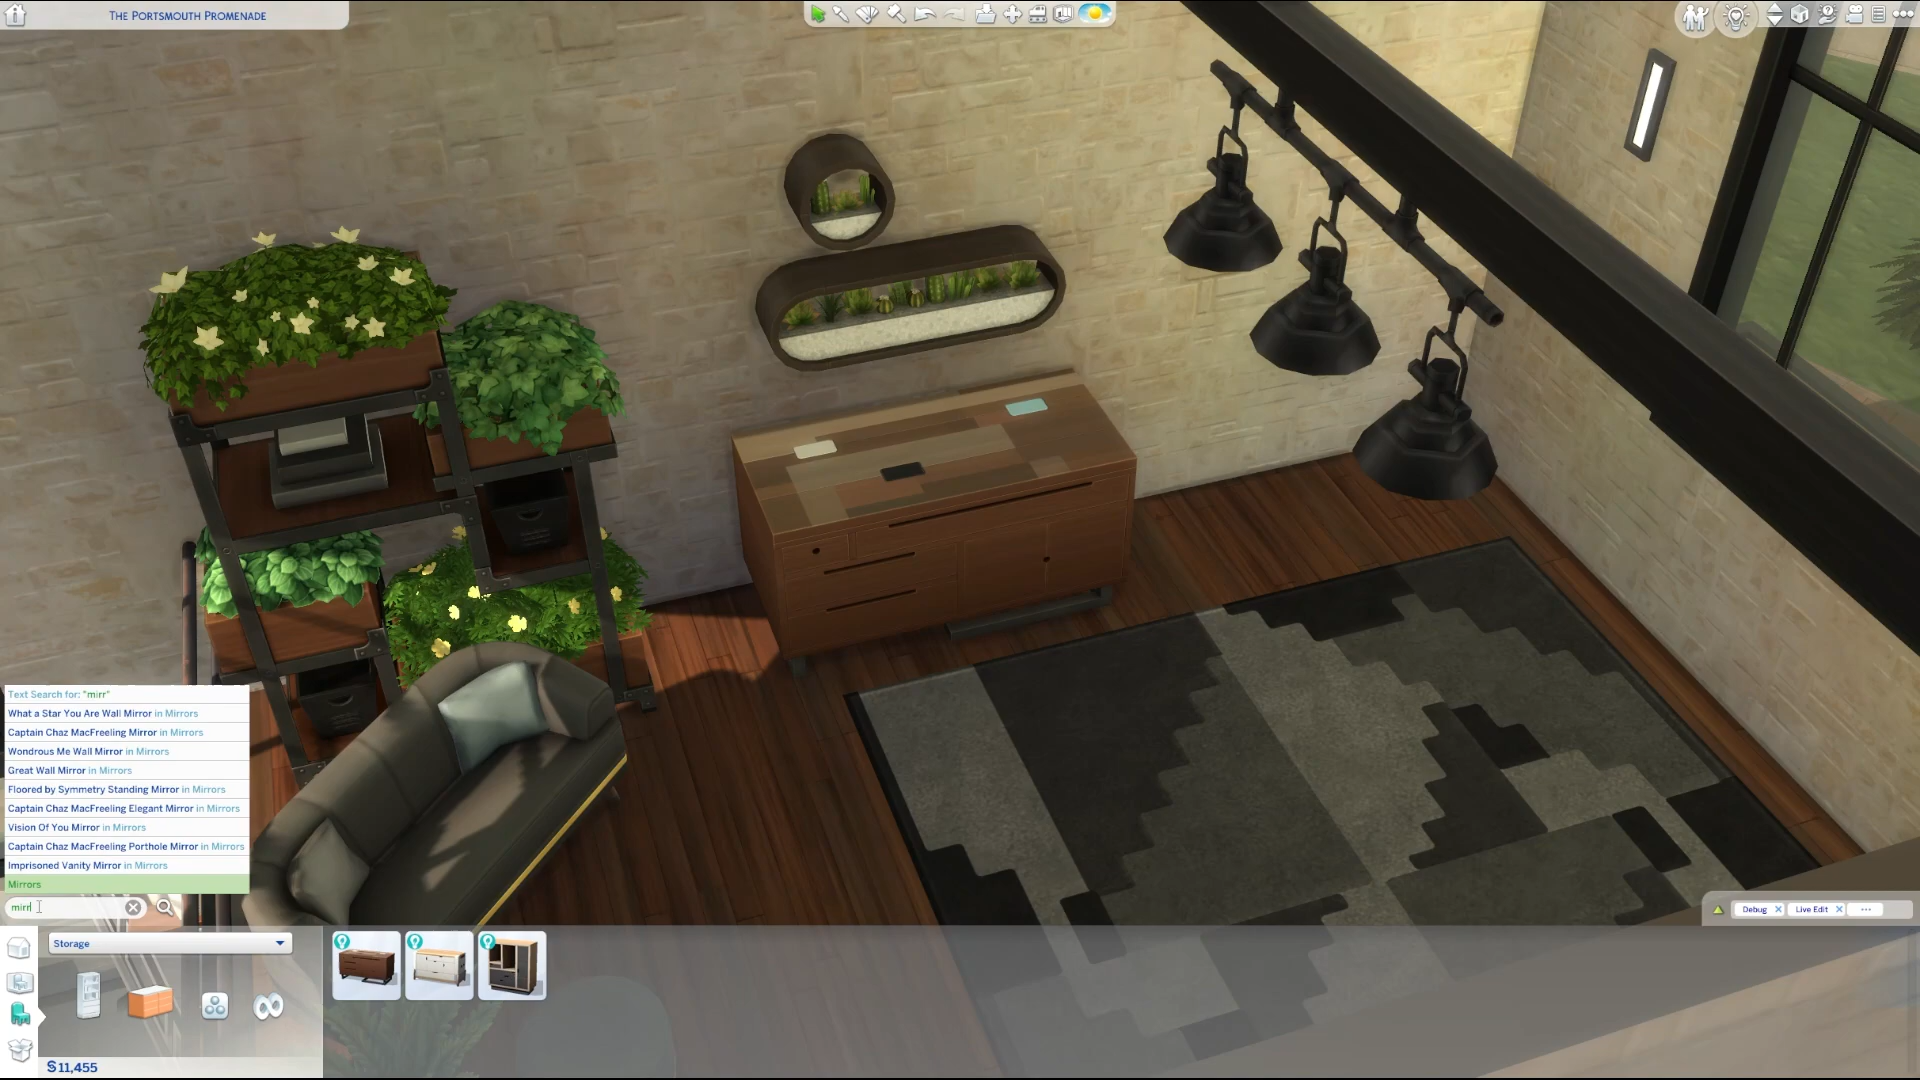 THE PORTSMOUTH PROMENADE
Text Search for: "mirr"
What a Star You Are Wall Mirror in Mirrors
Captain Chaz MacFreeling Mirror in Mirrors
Wondrous Me Wall Mirror in Mirrors
Great Wall Mirror in Mirrors
Floored by Symmetry Standing Mirror in Mirrors
Captain Chaz MacFreeling Elegant Mirror in Mirrors
Vision Of You Mirror in Mirrors
Captain Chaz MacFreeling Porthole Mirror in Mirrors
Imprisoned Vanity Mirror in Mirrors
Mirrors
mirr
Debug
Live Edit
...
Storage
§11,455